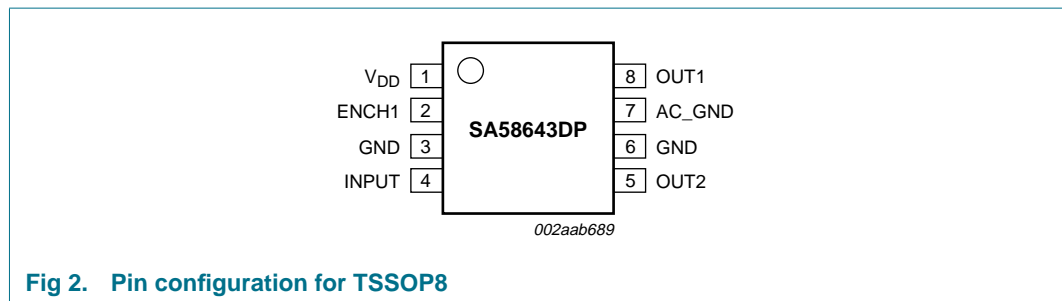 V_DD 1 8 OUT1
ENCH1 2 7 AC_GND
SA58643DP
GND 3 6 GND
INPUT 4 5 OUT2
002aab689
Fig 2. Pin configuration for TSSOP8